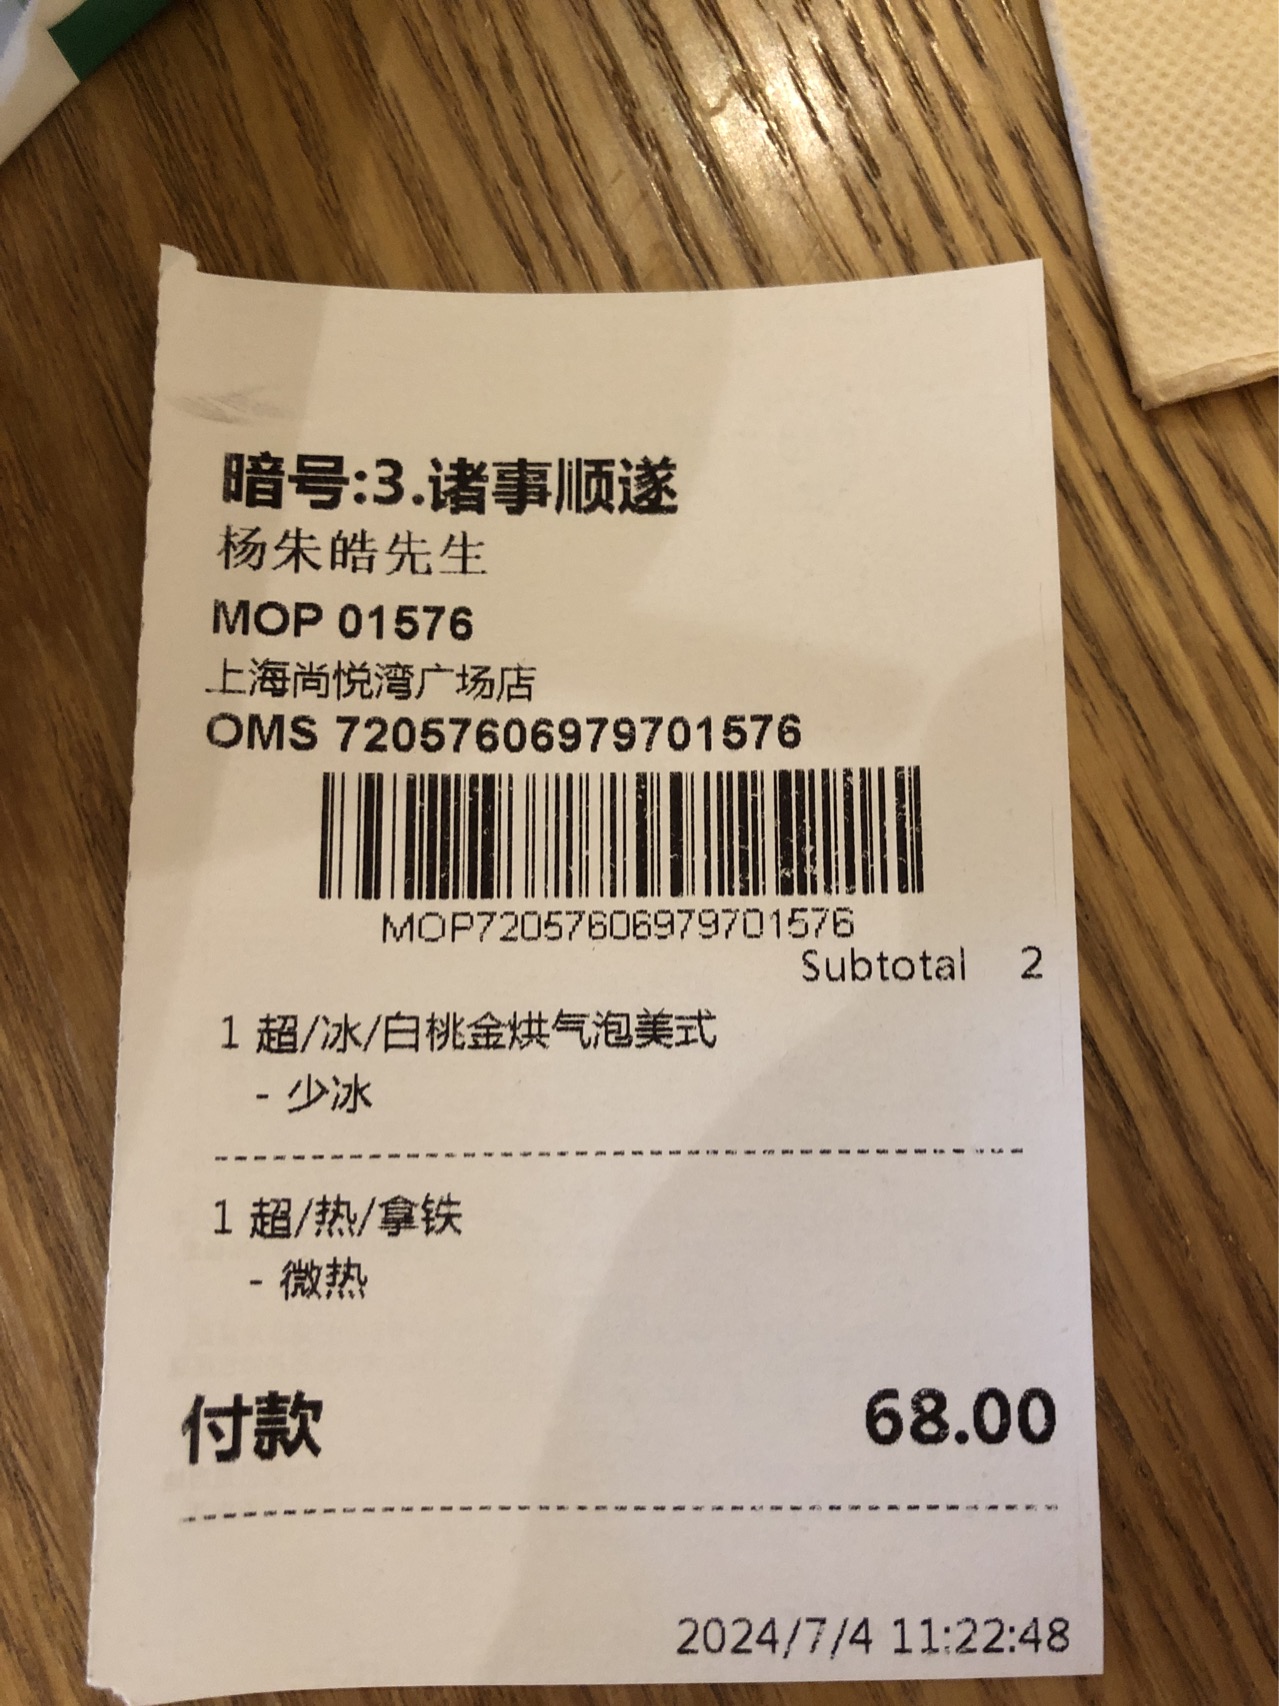 暗号:3.诸事顺遂
杨朱皓先生
MOP 01576
上海尚悦湾广场店
OMS 72057606979701576
MOP72057606979701576
Subtotal 2
1 超/冰/白桃金烘气泡美式
- 少冰
1 超/热/拿铁
- 微热
付款 68.00
2024/7/4 11:22:48